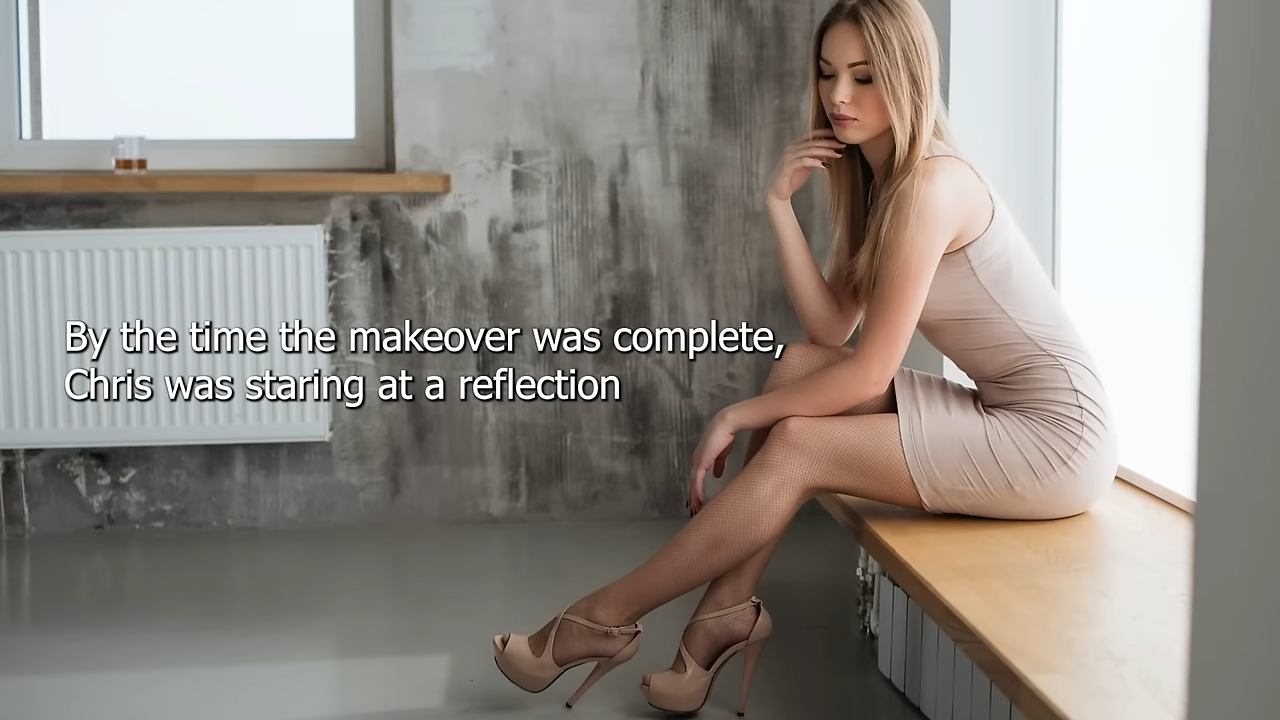 By the time the makeover was complete,
Chris was staring at a reflection